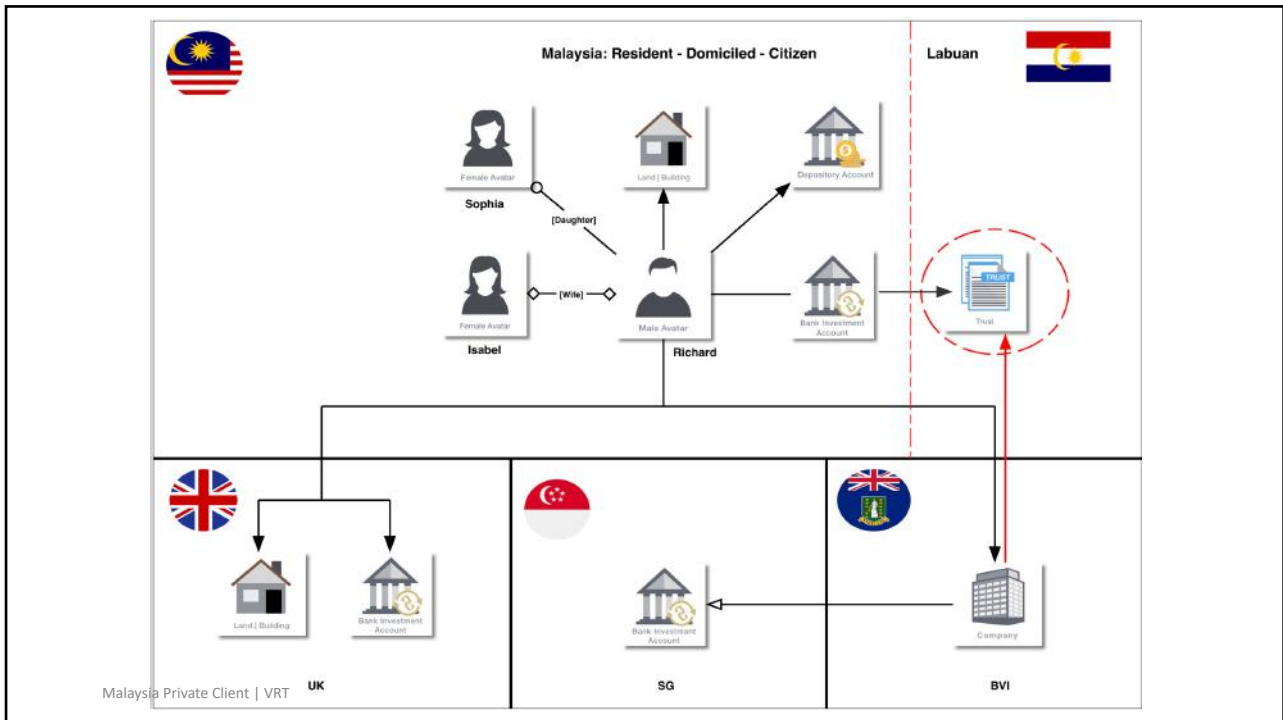 Malaysia: Resident - Domiciled - Citizen
Labuan
Female Avatar
Sophia
Land | Building
Depository Account
[Daughter]
Female Avatar
Isabel
[Wife]
Male Avatar
Richard
Bank Investment
Account
TRUST
Trust
Land | Building
Bank Investment
Account
UK
Bank Investment
Account
SG
Company
BVI
Malaysia Private Client | VRT